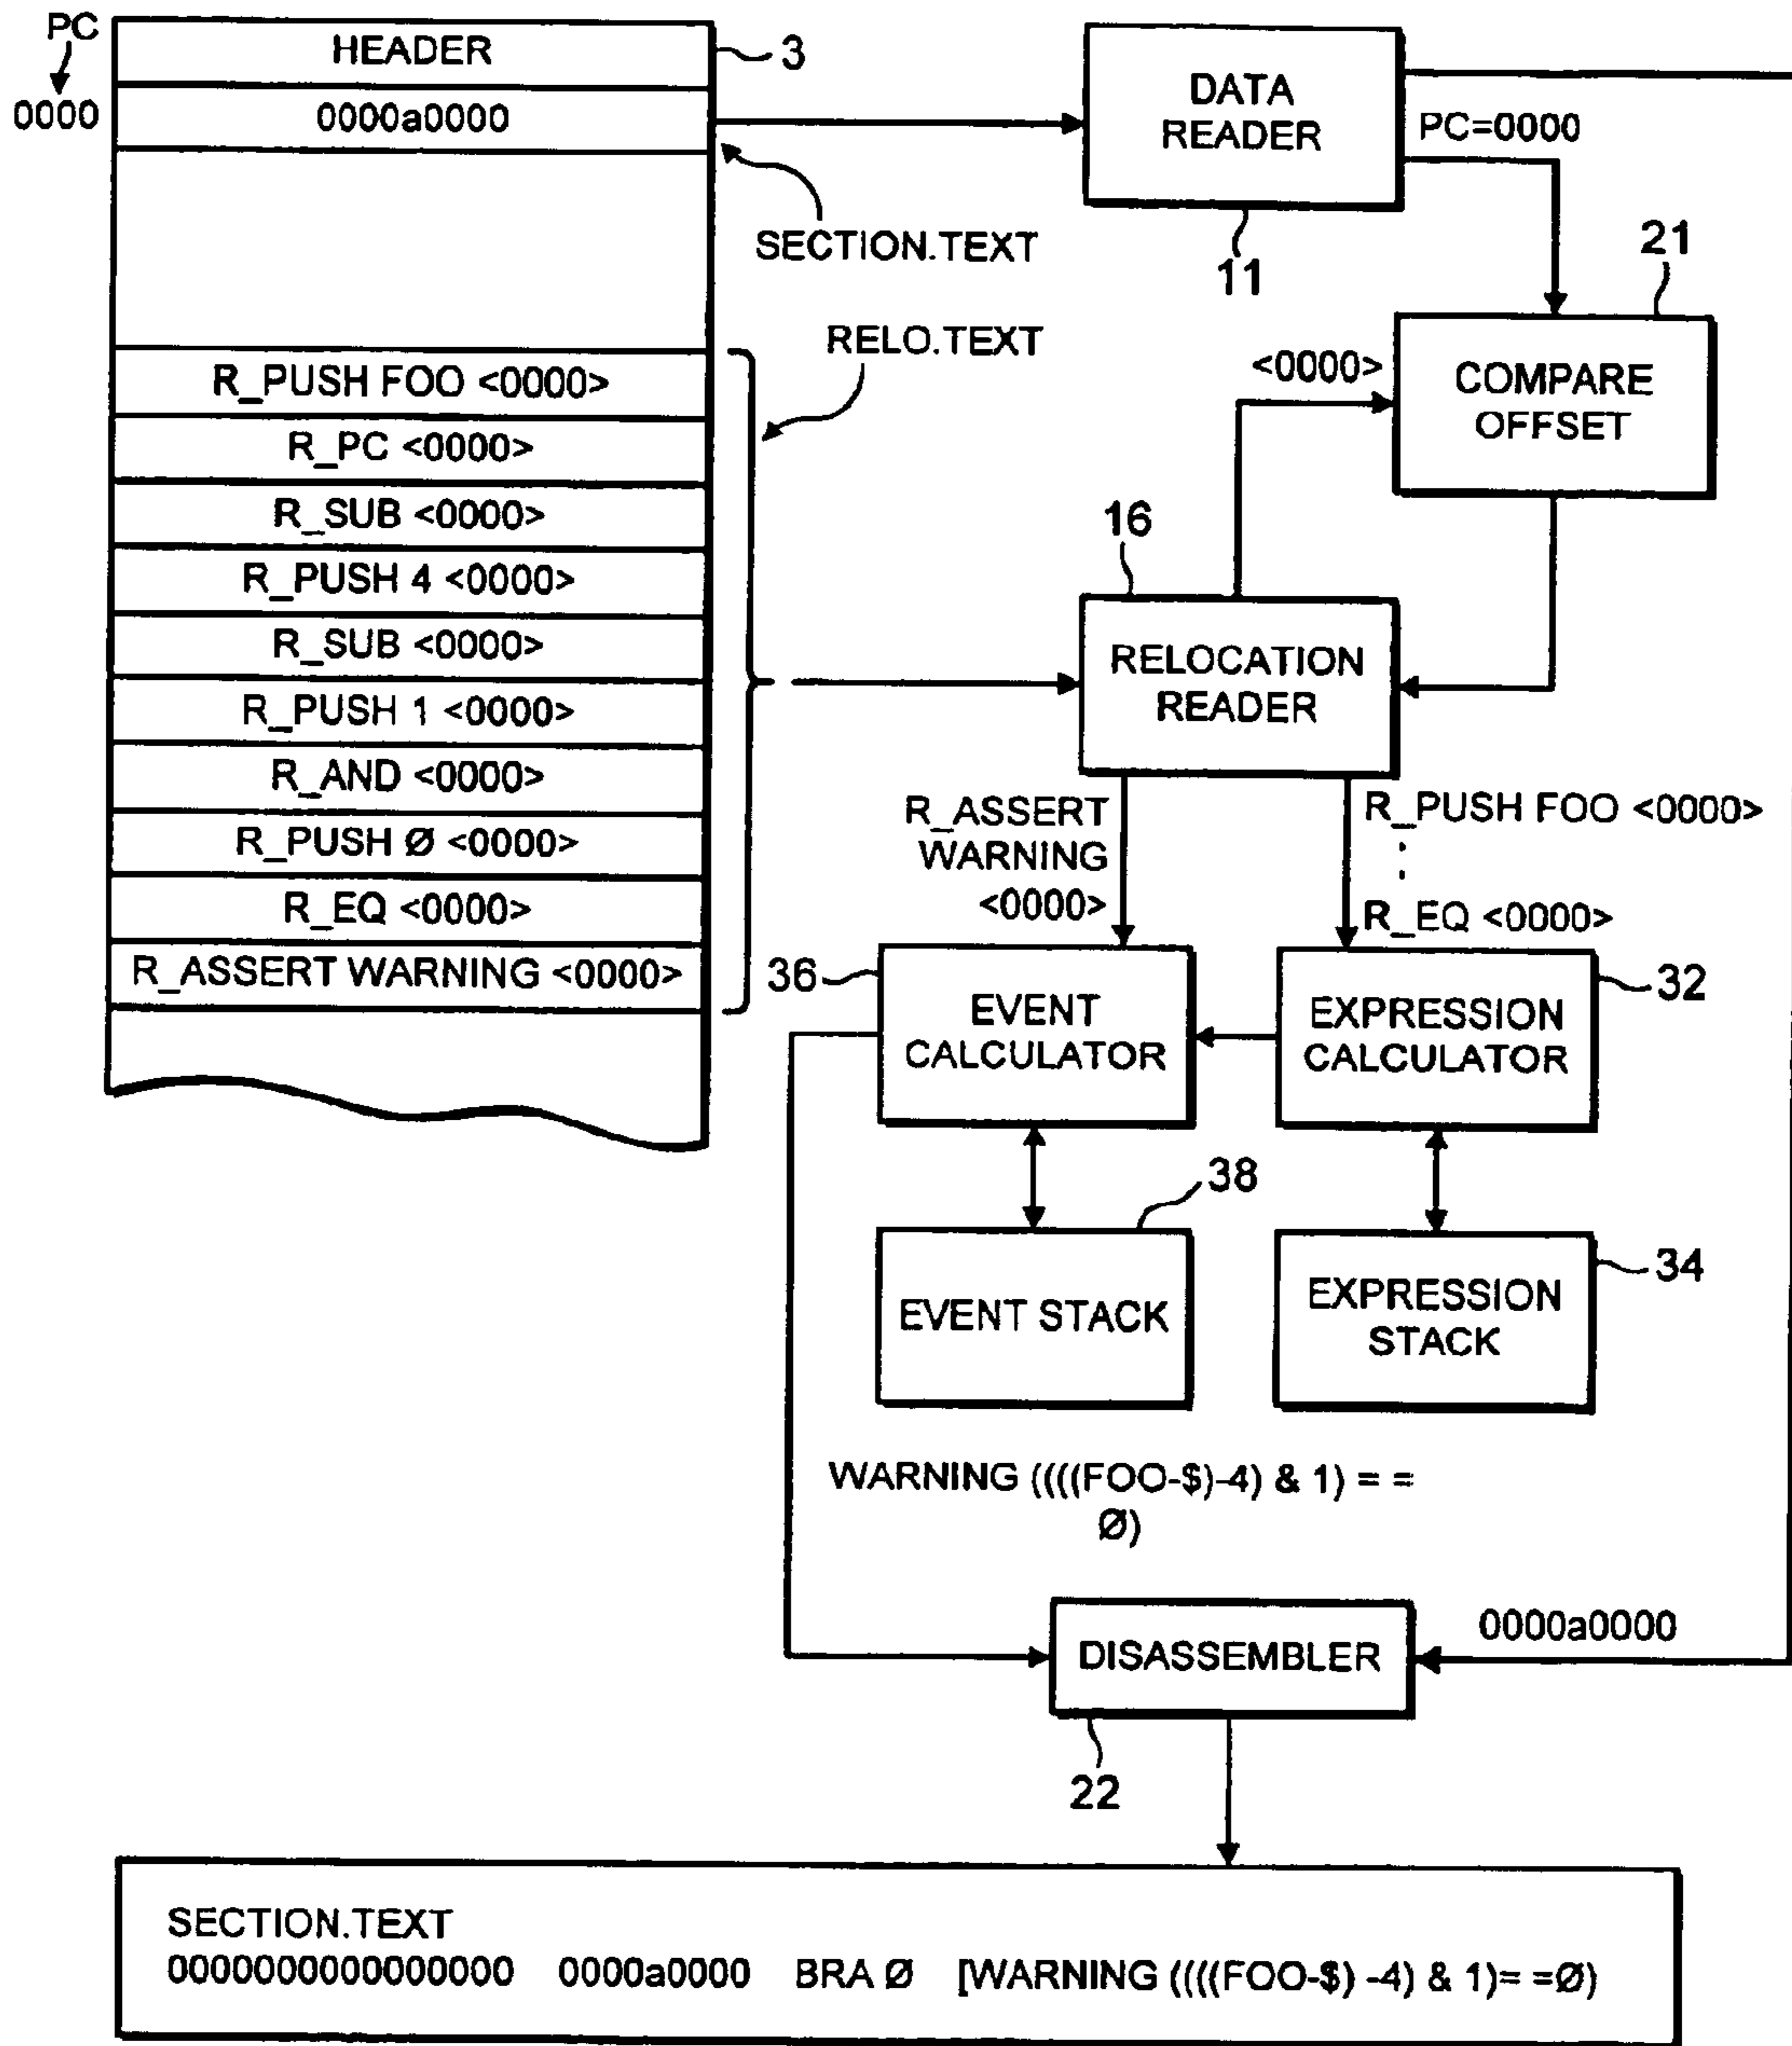 PC
HEADER
3
0000
0000a0000
DATA
READER
PC=0000
11
SECTION.TEXT
21
RELO.TEXT
<0000>
COMPARE
OFFSET
R_PUSH FOO <0000>
R_PC <0000>
R_SUB <0000>
R_PUSH 4 <0000>
R_SUB <0000>
R_PUSH 1 <0000>
R_AND <0000>
R_PUSH Ø <0000>
R_EQ <0000>
R_ASSERT WARNING <0000>
16
RELOCATION
READER
R_ASSERT
WARNING
<0000>
R_PUSH FOO <0000>
R_EQ <0000>
36
EVENT
CALCULATOR
32
EXPRESSION
CALCULATOR
38
EVENT STACK
34
EXPRESSION
STACK
WARNING ((((FOO-$)-4) & 1) = =
Ø)
DISASSEMBLER
0000a0000
22
SECTION.TEXT
0000000000000000 0000a0000 BRA Ø [WARNING ((((FOO-$) -4) & 1)= =Ø)